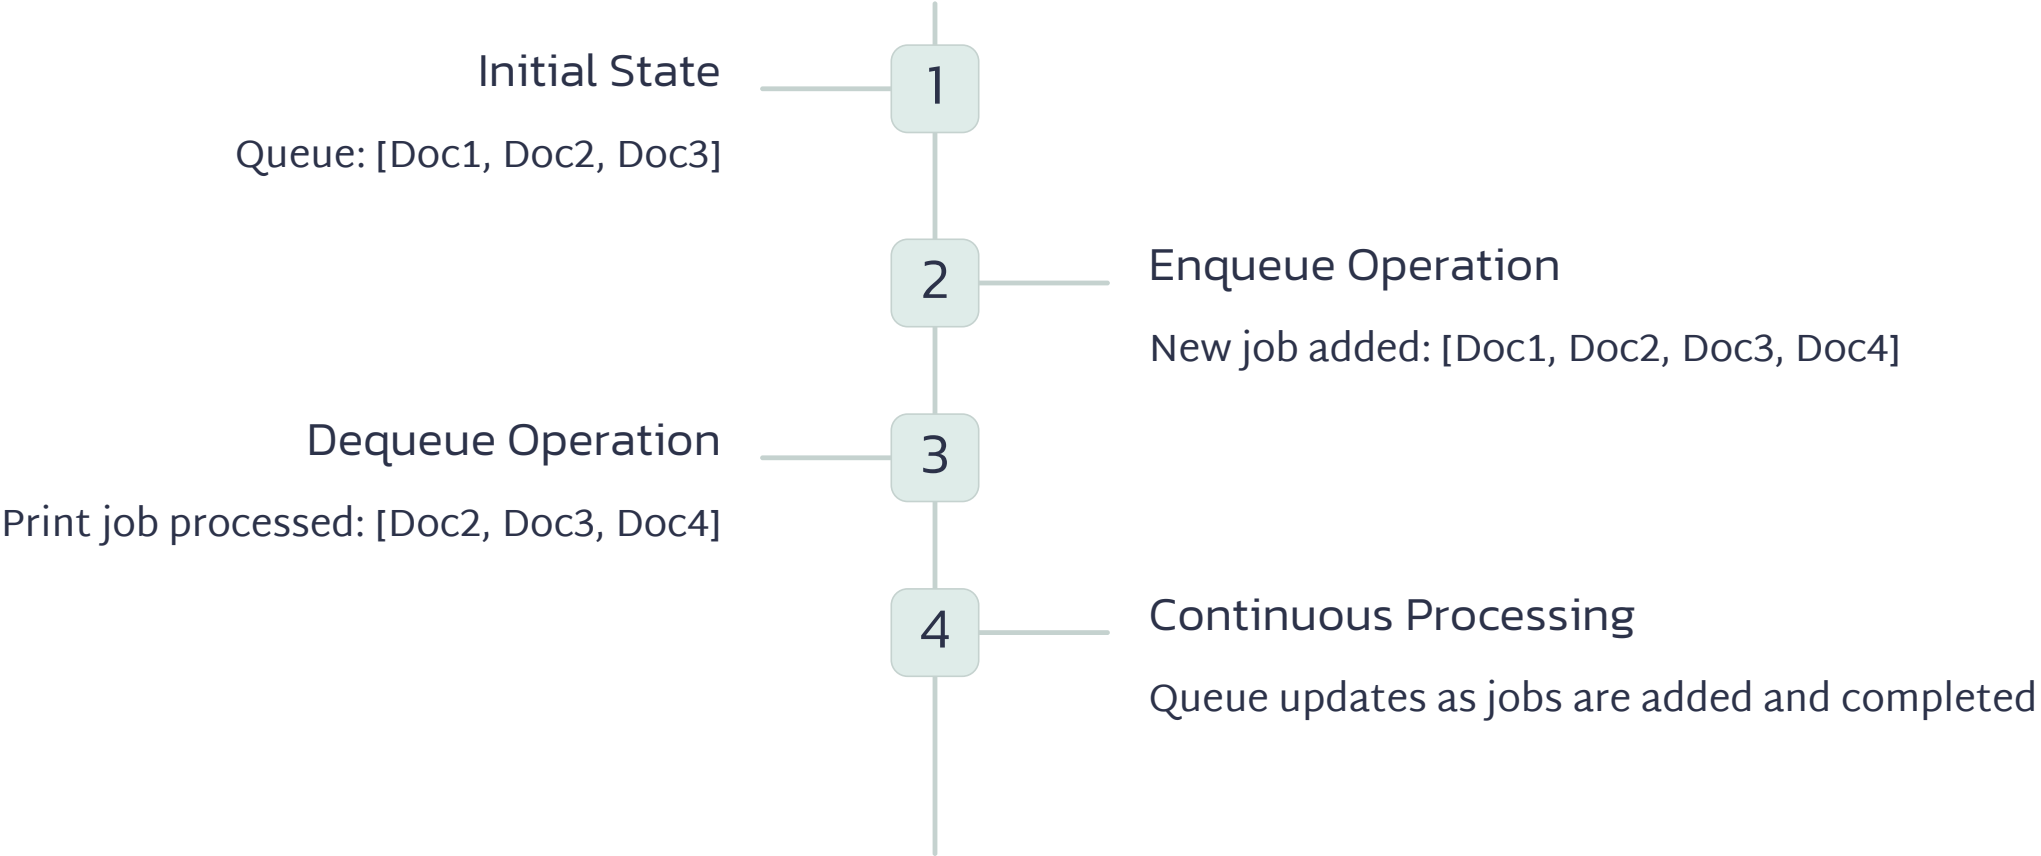 Initial State
1
Queue: [Doc1, Doc2, Doc3]
2
Enqueue Operation
New job added: [Doc1, Doc2, Doc3, Doc4]
Dequeue Operation
3
Print job processed: [Doc2, Doc3, Doc4]
4
Continuous Processing
Queue updates as jobs are added and completed